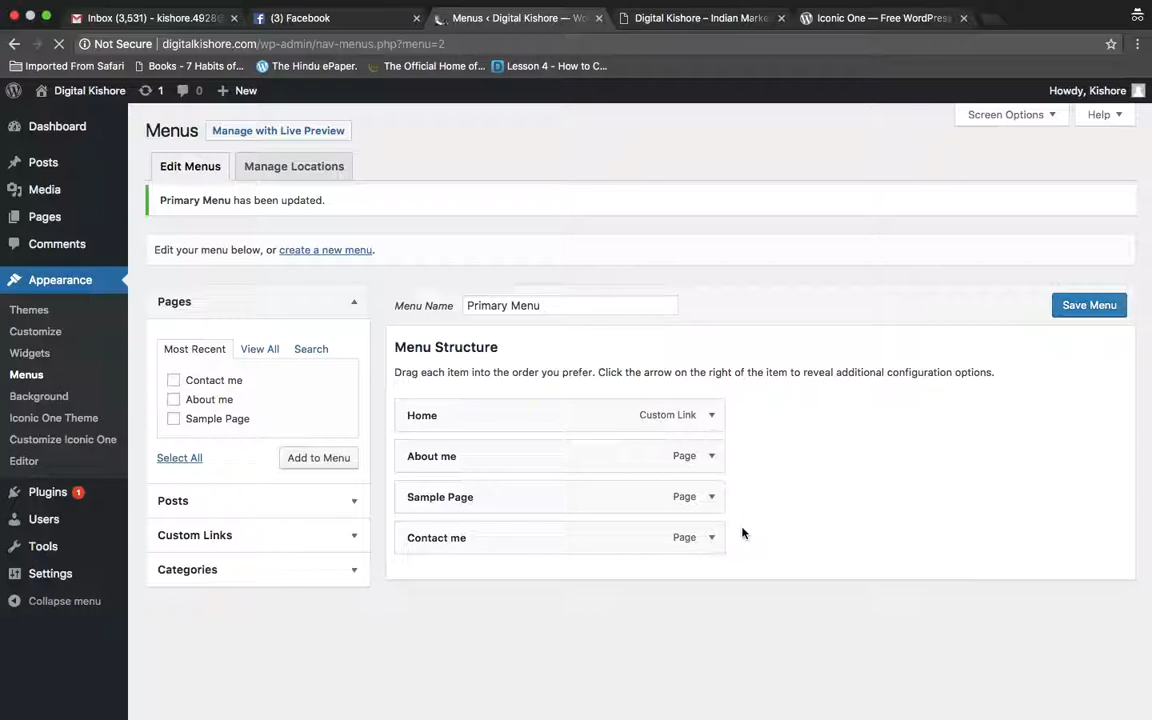 Inbox (3,531) - kishore.4928@
(3) Facebook
Menus ‹ Digital Kishore — Wo
Digital Kishore – Indian Marke
Iconic One — Free WordPres
Not Secure
digitalkishore.com/wp-admin/nav-menus.php?menu=2
Imported From Safari
Books - 7 Habits of...
The Hindu ePaper.
The Official Home of...
Lesson 4 - How to C...
Digital Kishore
1
0
New
Howdy, Kishore
Dashboard
Posts
Media
Pages
Comments
Appearance
Themes
Customize
Widgets
Menus
Background
Iconic One Theme
Customize Iconic One
Editor
Plugins 1
Users
Tools
Settings
Collapse menu
Screen Options
Help
Menus
Manage with Live Preview
Edit Menus
Manage Locations
Primary Menu has been updated.
Edit your menu below, or create a new menu.
Pages
Most Recent
View All
Search
Contact me
About me
Sample Page
Select All
Add to Menu
Posts
Custom Links
Categories
Menu Name
Primary Menu
Save Menu
Menu Structure
Drag each item into the order you prefer. Click the arrow on the right of the item to reveal additional configuration options.
Home
Custom Link
About me
Page
Sample Page
Page
Contact me
Page